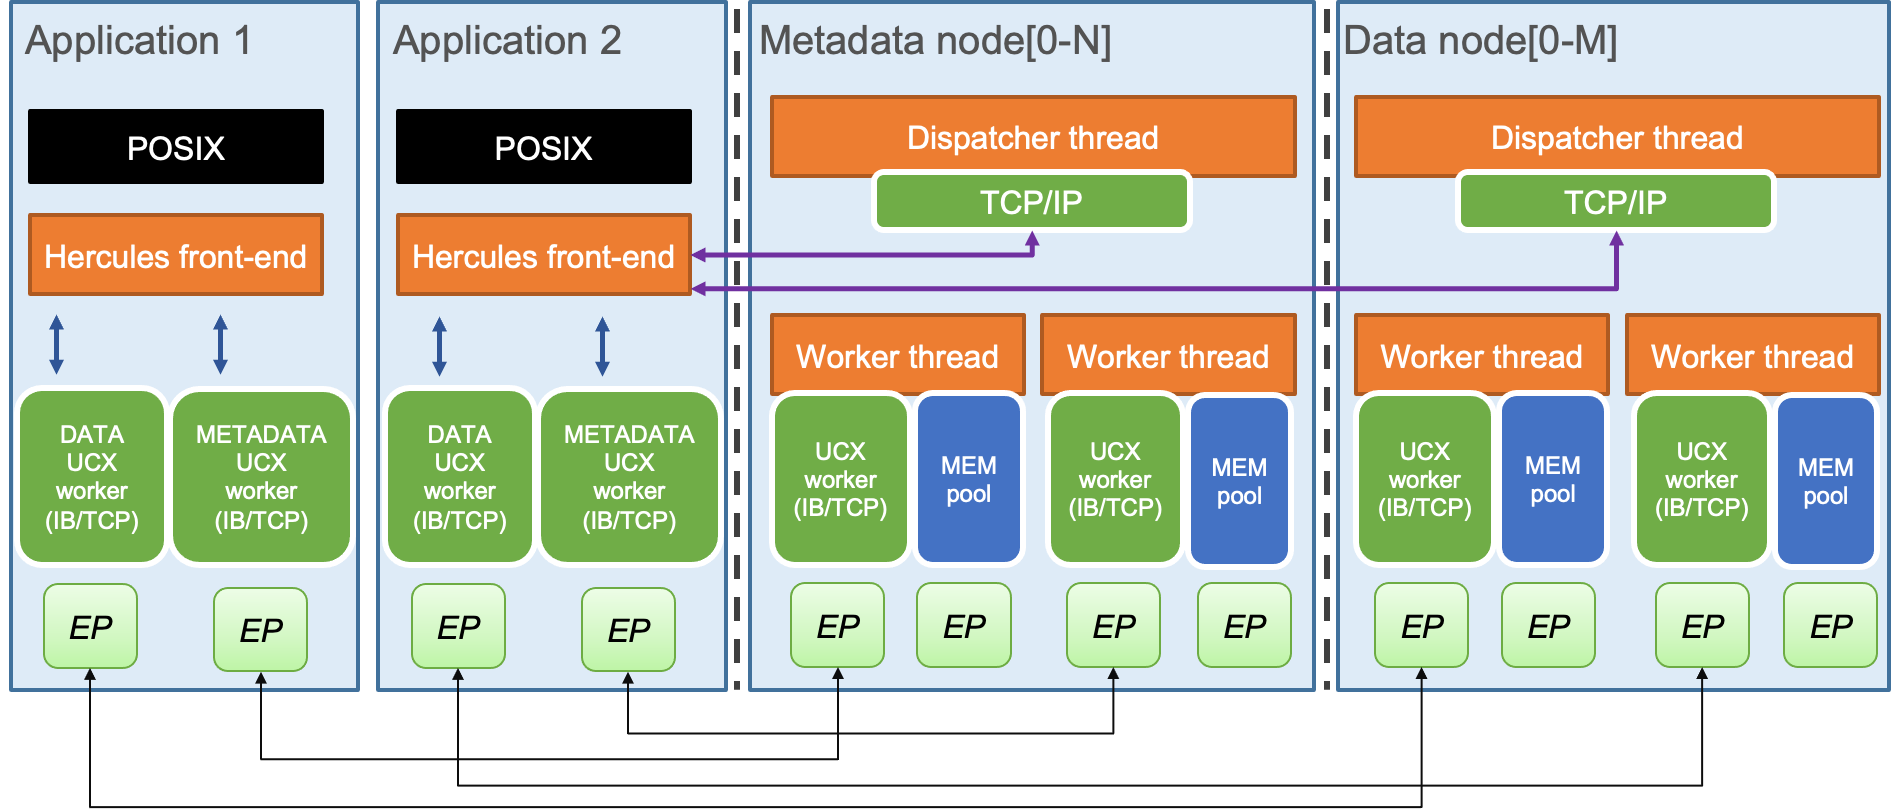 Application 1
POSIX
Hercules front-end
DATA
UCX
worker
(IB/TCP)
METADATA
UCX
worker
(IB/TCP)
EP
EP
Application 2
POSIX
Hercules front-end
DATA
UCX
worker
(IB/TCP)
METADATA
UCX
worker
(IB/TCP)
EP
EP
Metadata node[0-N]
Dispatcher thread
TCP/IP
Worker thread
UCX
worker
(IB/TCP)
MEM
pool
Worker thread
UCX
worker
(IB/TCP)
MEM
pool
EP
EP
EP
EP
Data node[0-M]
Dispatcher thread
TCP/IP
Worker thread
UCX
worker
(IB/TCP)
MEM
pool
Worker thread
UCX
worker
(IB/TCP)
MEM
pool
EP
EP
EP
EP